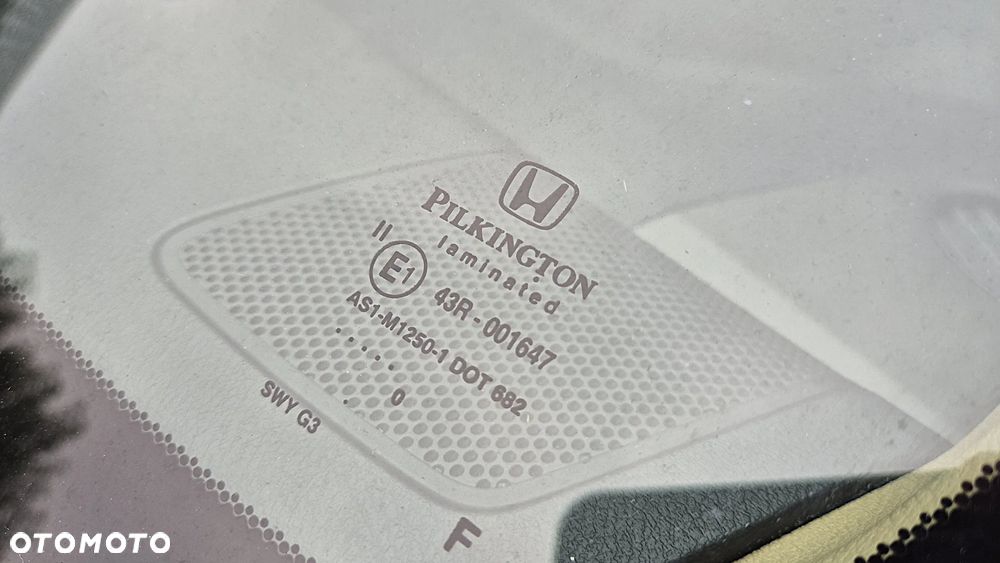 PILKINGTON
laminated
II
E1 43R - 001647
AS1-M1250-1 DOT 682
0
SWY G3
F
OTOMOTO